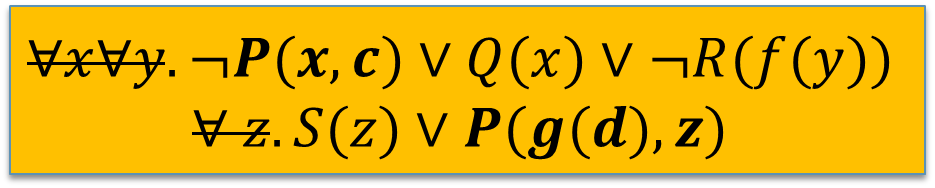 ∀x∀y. ¬P(x, c) ∨ Q(x) ∨ ¬R(f(y))
∀ z. S(z) ∨ P(g(d), z)